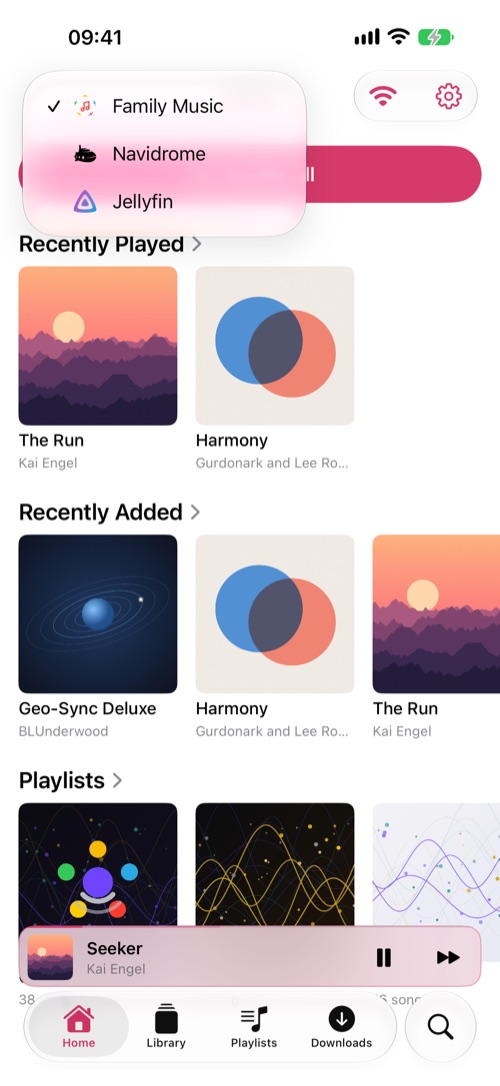 09:41
Family Music
Navidrome
Jellyfin
Recently Played
The Run
Kai Engel
Harmony
Gurdonark and Lee Ro...
Recently Added
Geo-Sync Deluxe
BLUnderwood
Harmony
Gurdonark and Lee Ro...
The Run
Kai Engel
Playlists
Seeker
Kai Engel
38
Home
Library
Playlists
Downloads